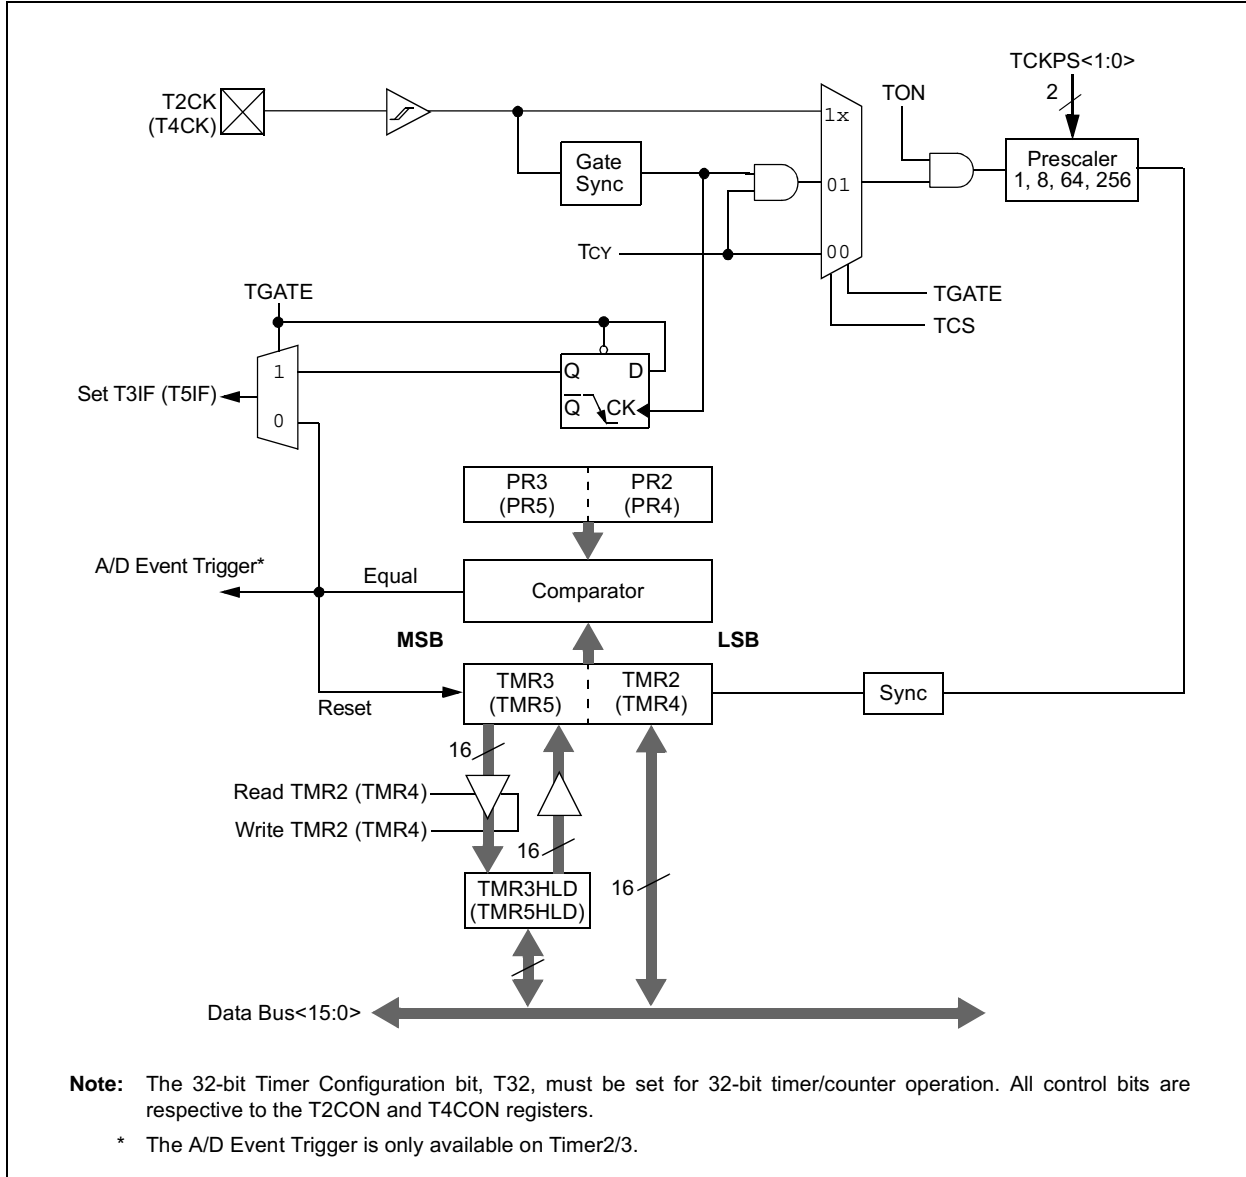 TCKPS<1:0>
2
TON
T2CK
(T4CK)
1x
Gate
Sync
Prescaler
1, 8, 64, 256
01
TCY
00
TGATE
TCS
TGATE
1
Q
D
Set T3IF (T5IF)
Q
CK
0
PR3
(PR5)
PR2
(PR4)
A/D Event Trigger*
Equal
Comparator
MSB
LSB
TMR3
(TMR5)
TMR2
(TMR4)
Sync
Reset
16
Read TMR2 (TMR4)
Write TMR2 (TMR4)
16
TMR3HLD
(TMR5HLD)
16
Data Bus<15:0>
Note: The 32-bit Timer Configuration bit, T32, must be set for 32-bit timer/counter operation. All control bits are
respective to the T2CON and T4CON registers.
* The A/D Event Trigger is only available on Timer2/3.